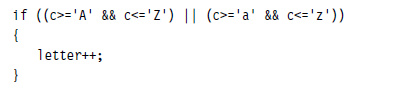 if ((c>='A' && c<='Z') || (c>='a' && c<='z'))
{
   letter++;
}